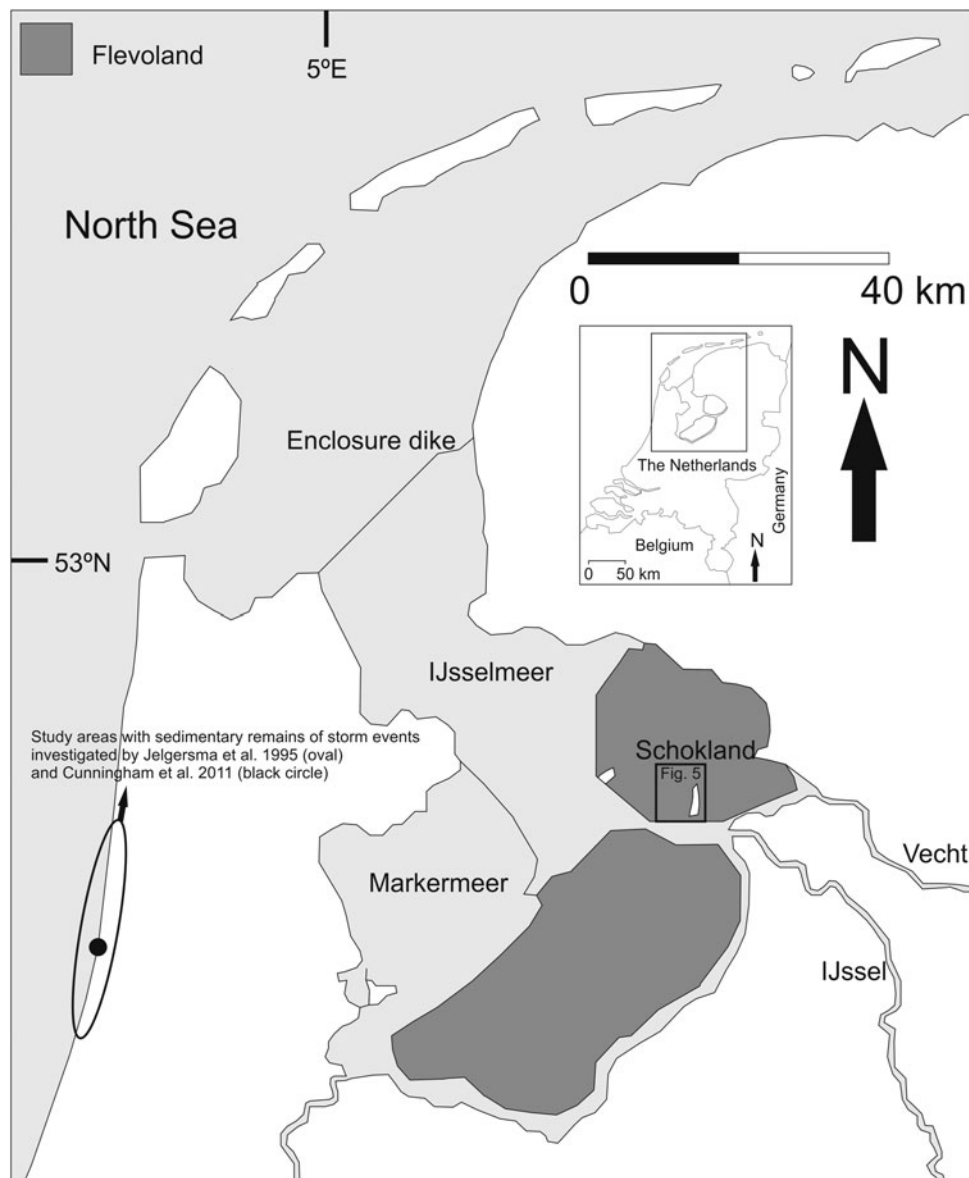 Flevoland
5ºE
North Sea
0 40 km
N
Enclosure dike
The Netherlands
Germany
Belgium
N
0 50 km
53ºN
IJsselmeer
Study areas with sedimentary remains of storm events
investigated by Jelgersma et al. 1995 (oval)
and Cunningham et al. 2011 (black circle)
Schokland
Fig. 5
Vecht
Markermeer
IJssel